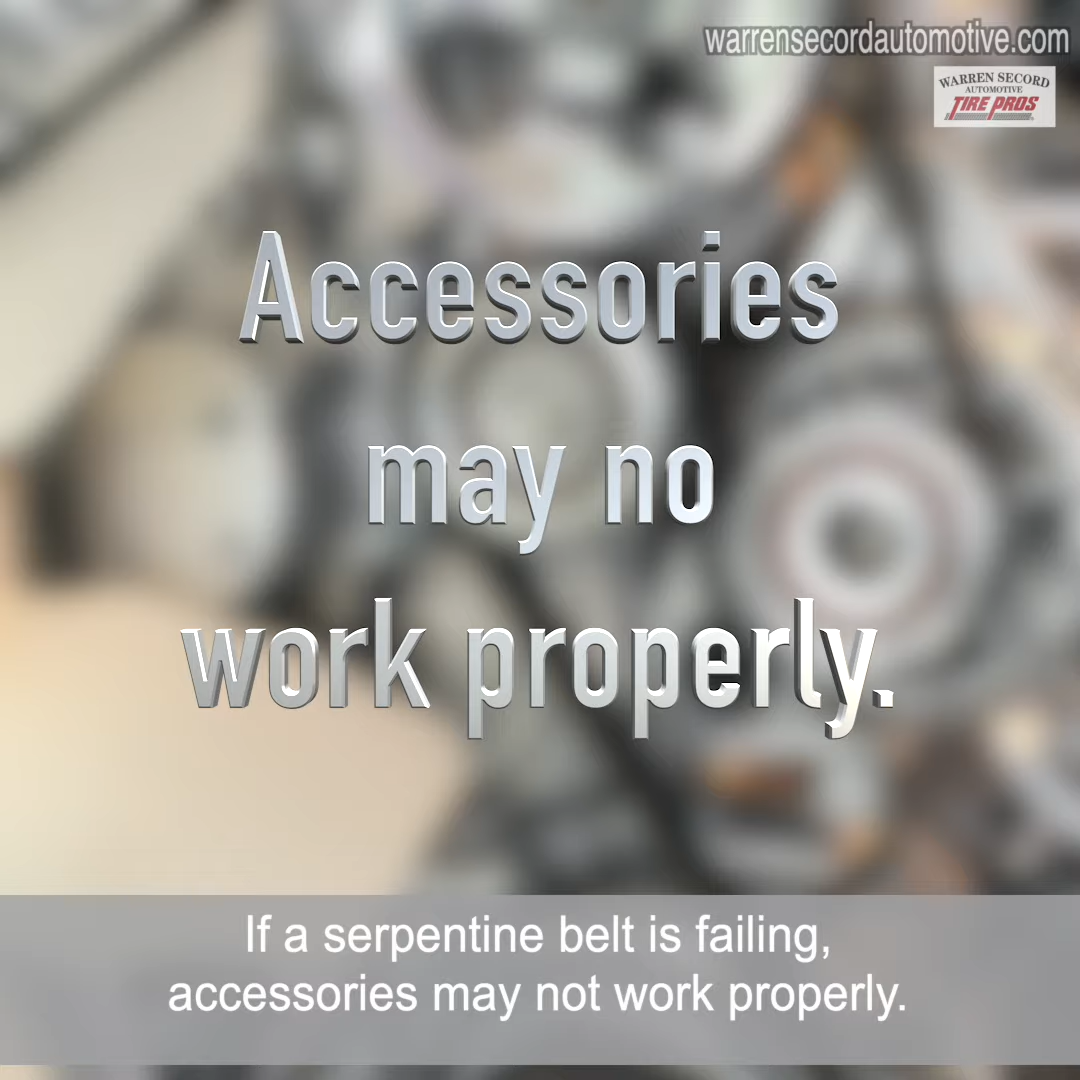 warrensecordautomotive.com
WARREN SECORD
AUTOMOTIVE
TIRE PROS
Accessories
may no
work properly.
If a serpentine belt is failing,
accessories may not work properly.